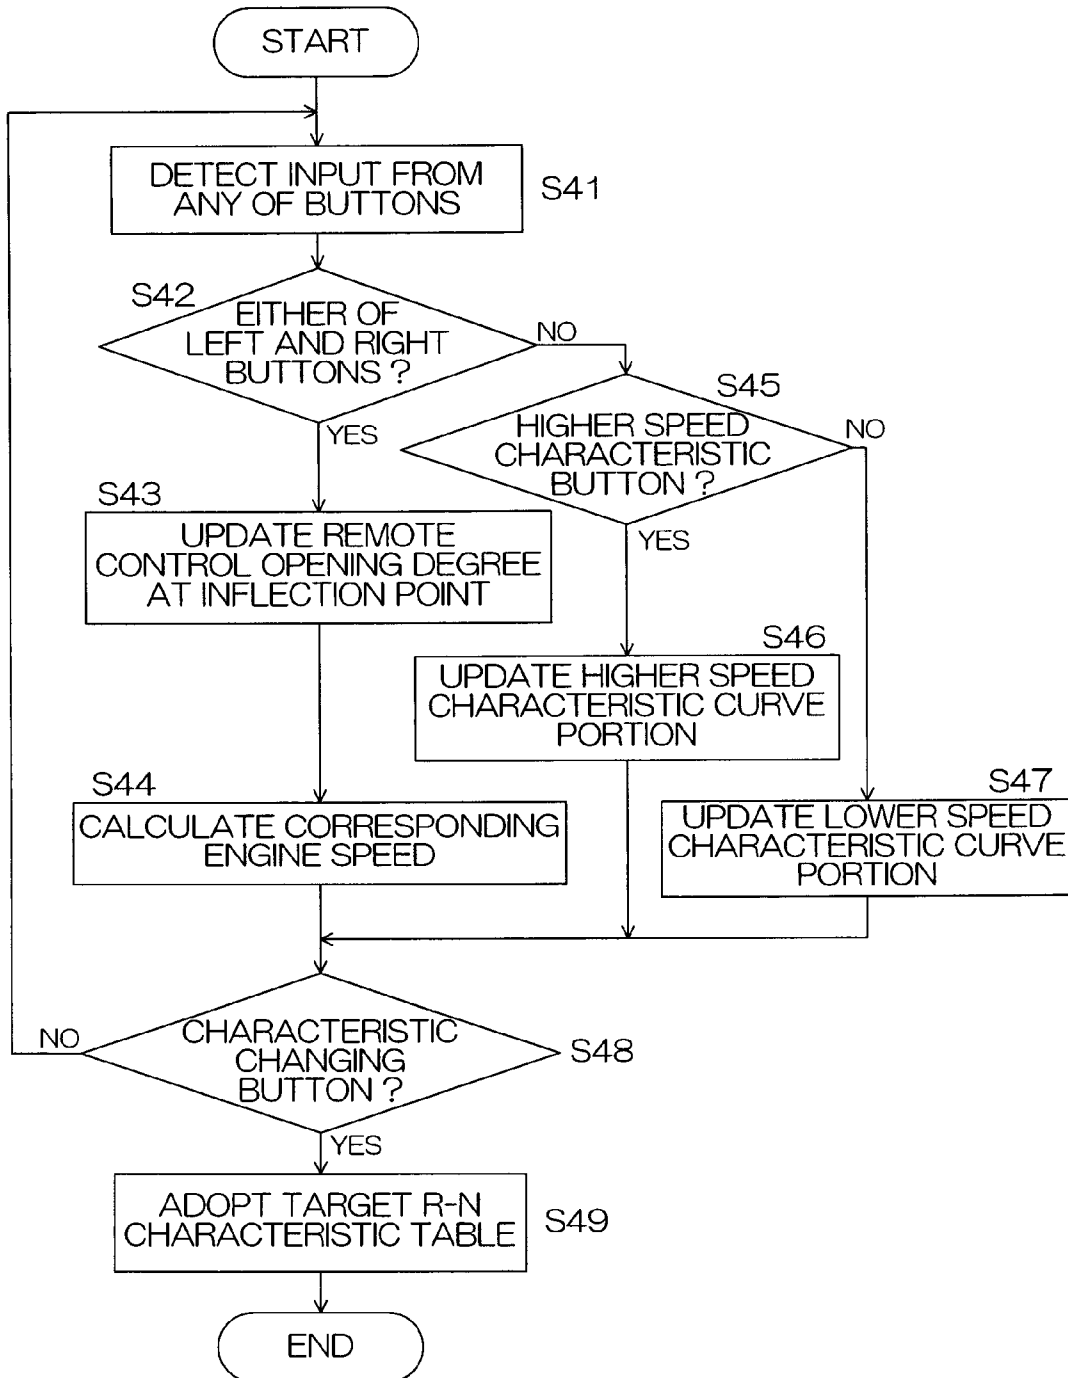 START
DETECT INPUT FROM
ANY OF BUTTONS
S41
S42
EITHER OF
LEFT AND RIGHT
BUTTONS ?
NO
YES
S45
HIGHER SPEED
CHARACTERISTIC
BUTTON ?
NO
YES
S43
UPDATE REMOTE
CONTROL OPENING DEGREE
AT INFLECTION POINT
S46
UPDATE HIGHER SPEED
CHARACTERISTIC CURVE
PORTION
S44
CALCULATE CORRESPONDING
ENGINE SPEED
S47
UPDATE LOWER SPEED
CHARACTERISTIC CURVE
PORTION
NO
CHARACTERISTIC
CHANGING
BUTTON ?
S48
YES
ADOPT TARGET R-N
CHARACTERISTIC TABLE
S49
END